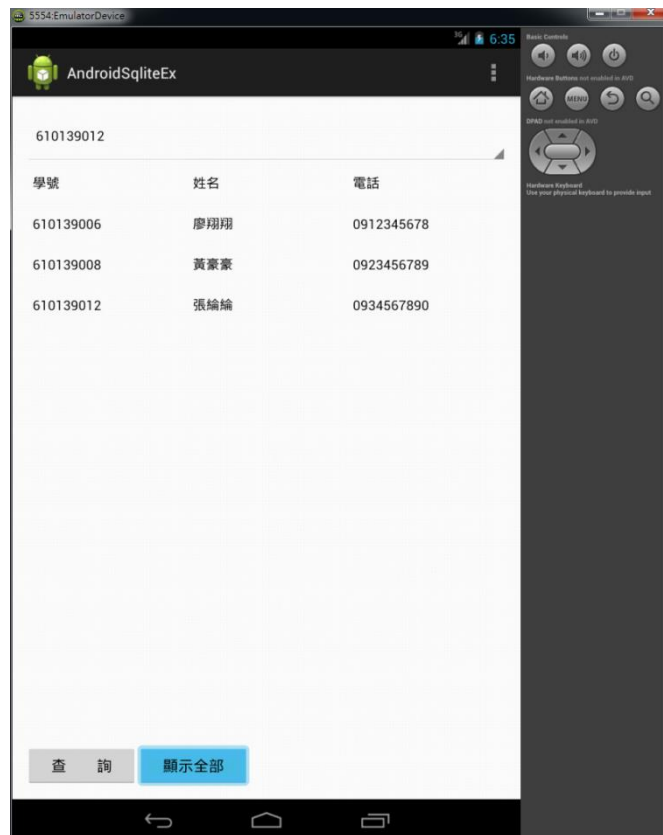 5554:EmulatorDevice
3G 6:35
AndroidSqliteEx
610139012
學號 姓名 電話
610139006 廖翔翔 0912345678
610139008 黃豪豪 0923456789
610139012 張綸綸 0934567890
查 詢 顯示全部
Basic Controls
Hardware Buttons not enabled in AVD
MENU
DPAD not enabled in AVD
Hardware Keyboard
Use your physical keyboard to provide input